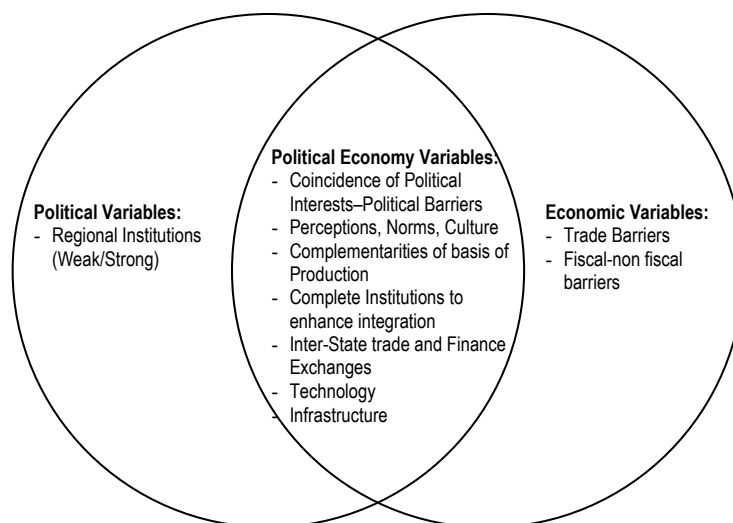 Political Variables:
- Regional Institutions
(Weak/Strong)
Political Economy Variables:
- Coincidence of Political
Interests–Political Barriers
- Perceptions, Norms, Culture
- Complementarities of basis of
Production
- Complete Institutions to
enhance integration
- Inter-State trade and Finance
Exchanges
- Technology
- Infrastructure
Economic Variables:
- Trade Barriers
- Fiscal-non fiscal
barriers